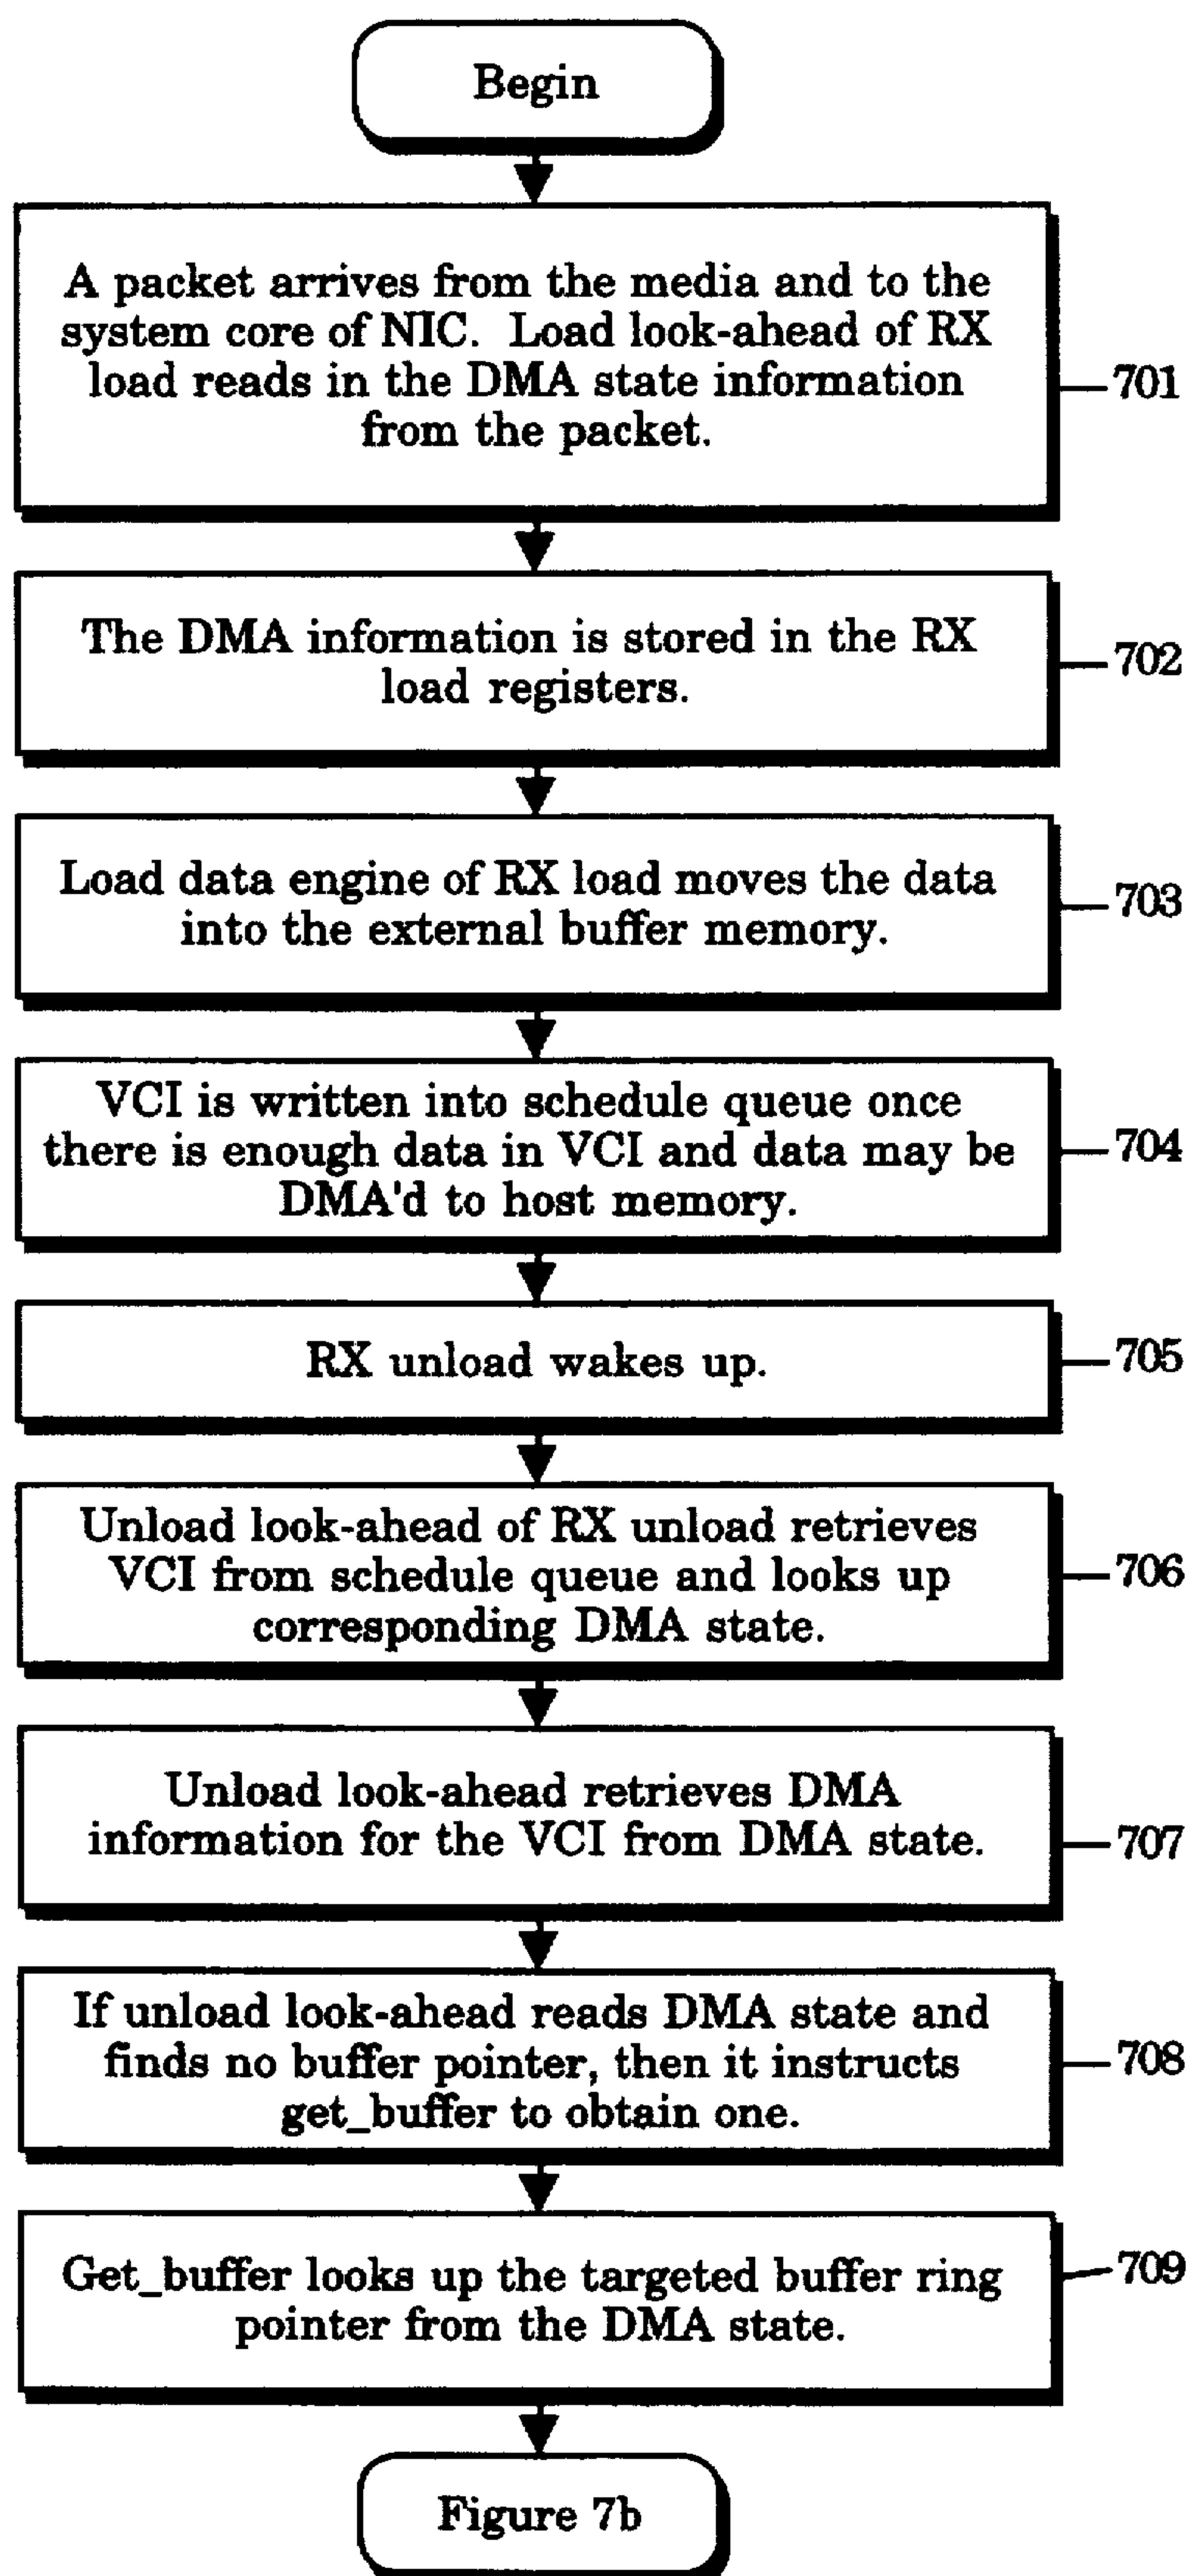 Begin
A packet arrives from the media and to the
system core of NIC. Load look-ahead of RX
load reads in the DMA state information
from the packet.
701
The DMA information is stored in the RX
load registers.
702
Load data engine of RX load moves the data
into the external buffer memory.
703
VCI is written into schedule queue once
there is enough data in VCI and data may be
DMA'd to host memory.
704
RX unload wakes up.
705
Unload look-ahead of RX unload retrieves
VCI from schedule queue and looks up
corresponding DMA state.
706
Unload look-ahead retrieves DMA
information for the VCI from DMA state.
707
If unload look-ahead reads DMA state and
finds no buffer pointer, then it instructs
get_buffer to obtain one.
708
Get_buffer looks up the targeted buffer ring
pointer from the DMA state.
709
Figure 7b